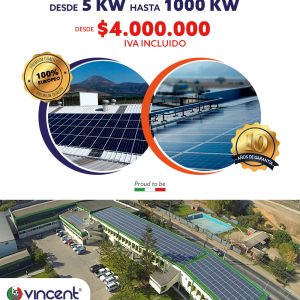 DESDE 5 KW HASTA 1000 KW
DESDE $4.000.000
IVA INCLUIDO
100%
EUROPEO
10
AÑOS DE GARANTÍA
Proud to be
vincent